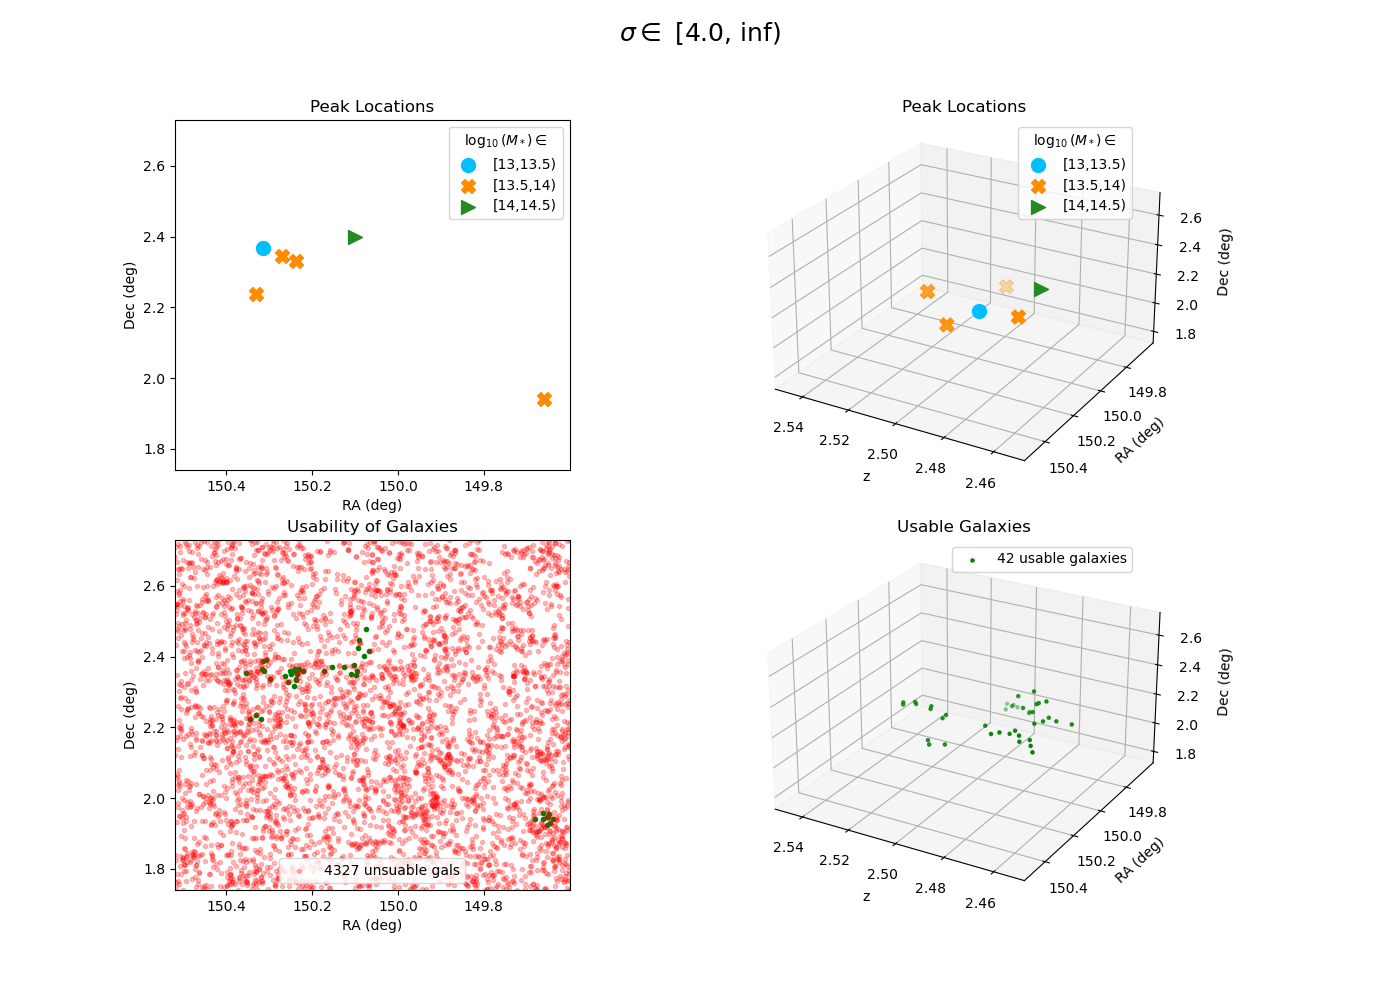 σ ∈ [4.0, inf)
Peak Locations
log₁₀(M*) ∈
[13,13.5)
[13.5,14)
[14,14.5)
2.6
2.4
2.2
2.0
1.8
Dec (deg)
150.4 150.2 150.0 149.8
RA (deg)
Peak Locations
log₁₀(M*) ∈
[13,13.5)
[13.5,14)
[14,14.5)
2.6
2.4
2.2
2.0
1.8
Dec (deg)
149.8
150.0
150.2
150.4
RA (deg)
2.54
2.52
2.50
2.48
2.46
z
Usability of Galaxies
2.6
2.4
2.2
2.0
1.8
Dec (deg)
4327 unsuable gals
150.4 150.2 150.0 149.8
RA (deg)
Usable Galaxies
42 usable galaxies
2.6
2.4
2.2
2.0
1.8
Dec (deg)
149.8
150.0
150.2
150.4
RA (deg)
2.54
2.52
2.50
2.48
2.46
z